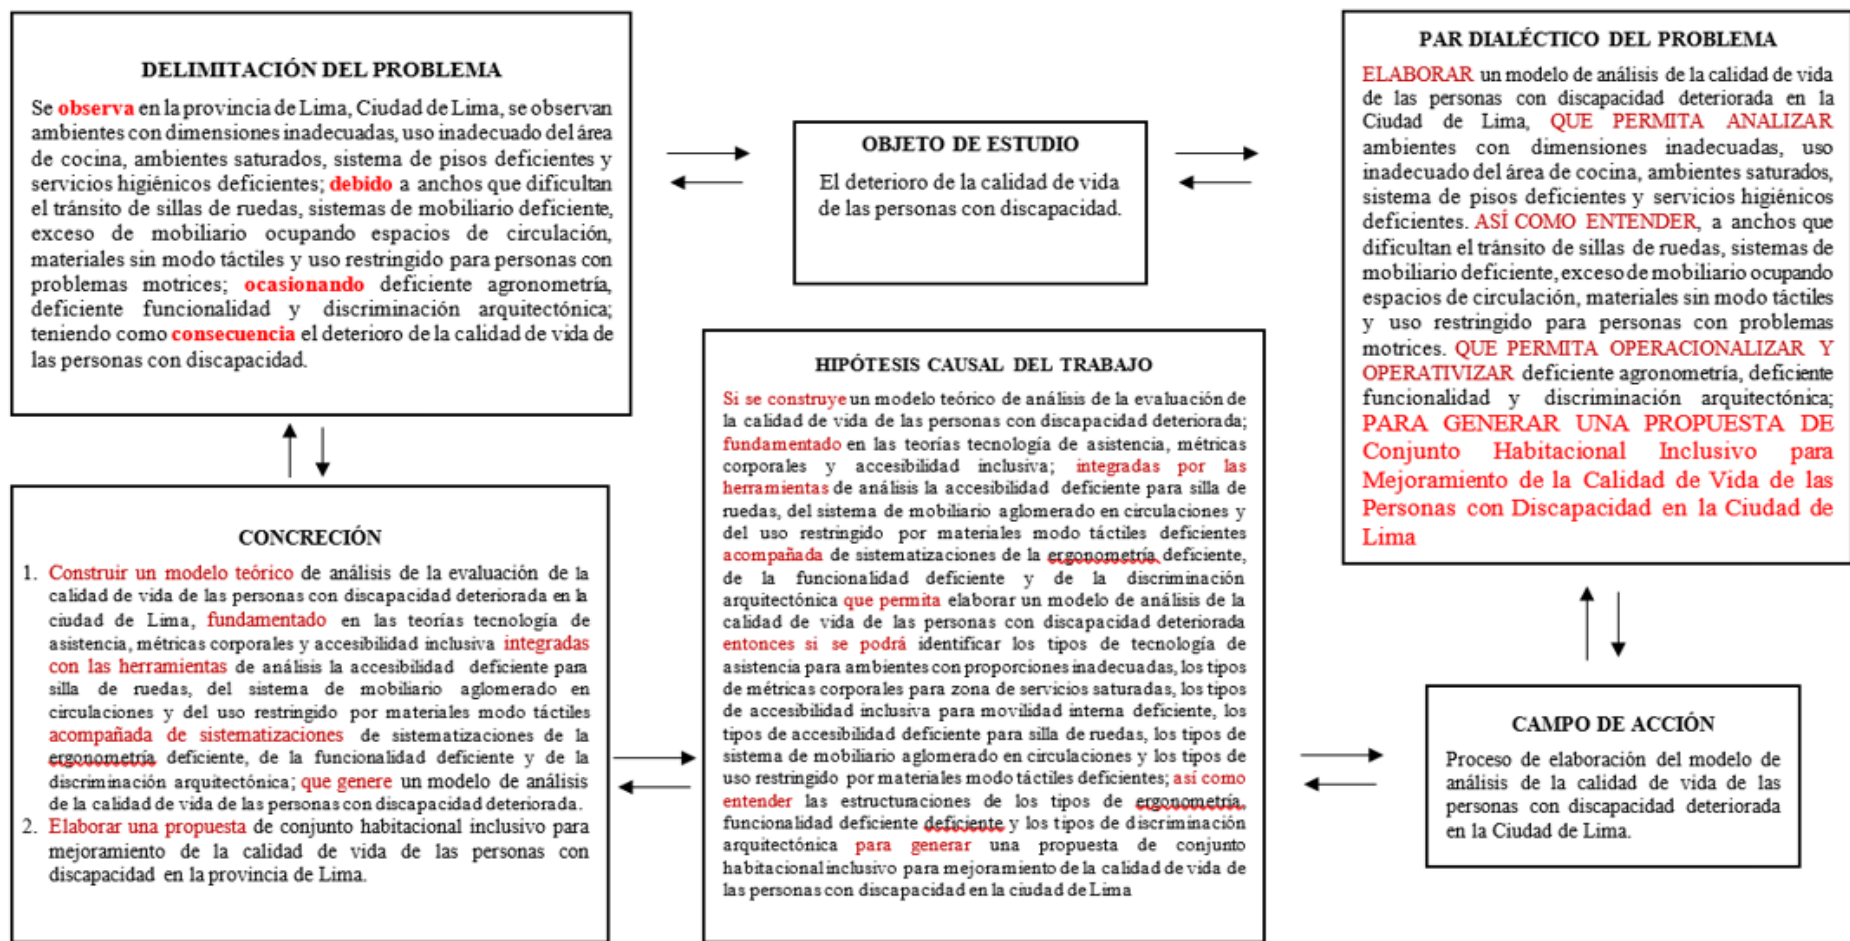 DELIMITACIÓN DEL PROBLEMA
Se observa en la provincia de Lima, Ciudad de Lima, se observan
ambientes con dimensiones inadecuadas, uso inadecuado del área
de cocina, ambientes saturados, sistema de pisos deficientes y
servicios higiénicos deficientes; debido a anchos que dificultan
el tránsito de sillas de ruedas, sistemas de mobiliario deficiente,
exceso de mobiliario ocupando espacios de circulación,
materiales sin modo táctiles y uso restringido para personas con
problemas motrices; ocasionando deficiente agronometría,
deficiente funcionalidad y discriminación arquitectónica;
teniendo como consecuencia el deterioro de la calidad de vida de
las personas con discapacidad.
OBJETO DE ESTUDIO
El deterioro de la calidad de vida
de las personas con discapacidad.
PAR DIALÉCTICO DEL PROBLEMA
ELABORAR un modelo de análisis de la calidad de vida
de las personas con discapacidad deteriorada en la
Ciudad de Lima, QUE PERMITA ANALIZAR
ambientes con dimensiones inadecuadas, uso
inadecuado del área de cocina, ambientes saturados,
sistema de pisos deficientes y servicios higiénicos
deficientes. ASÍ COMO ENTENDER, a anchos que
dificultan el tránsito de sillas de ruedas, sistemas de
mobiliario deficiente, exceso de mobiliario ocupando
espacios de circulación, materiales sin modo táctiles
y uso restringido para personas con problemas
motrices. QUE PERMITA OPERACIONALIZAR Y
OPERATIVIZAR deficiente agronometría, deficiente
funcionalidad y discriminación arquitectónica;
PARA GENERAR UNA PROPUESTA DE
Conjunto Habitacional Inclusivo para
Mejoramiento de la Calidad de Vida de las
Personas con Discapacidad en la Ciudad de
Lima
CONCRECIÓN
1. Construir un modelo teórico de análisis de la evaluación de la
calidad de vida de las personas con discapacidad deteriorada en la
ciudad de Lima, fundamentado en las teorías tecnología de
asistencia, métricas corporales y accesibilidad inclusiva integradas
con las herramientas de análisis la accesibilidad deficiente para
silla de ruedas, del sistema de mobiliario aglomerado en
circulaciones y del uso restringido por materiales modo táctiles
acompañada de sistematizaciones de sistematizaciones de la
ergonometría deficiente, de la funcionalidad deficiente y de la
discriminación arquitectónica; que genere un modelo de análisis
de la calidad de vida de las personas con discapacidad deteriorada.
2. Elaborar una propuesta de conjunto habitacional inclusivo para
mejoramiento de la calidad de vida de las personas con
discapacidad en la provincia de Lima.
HIPÓTESIS CAUSAL DEL TRABAJO
Si se construye un modelo teórico de análisis de la evaluación de
la calidad de vida de las personas con discapacidad deteriorada;
fundamentado en las teorías tecnología de asistencia, métricas
corporales y accesibilidad inclusiva; integradas por las
herramientas de análisis la accesibilidad deficiente para silla de
ruedas, del sistema de mobiliario aglomerado en circulaciones y
del uso restringido por materiales modo táctiles deficientes
acompañada de sistematizaciones de la ergonometría deficiente,
de la funcionalidad deficiente y de la discriminación
arquitectónica que permita elaborar un modelo de análisis de la
calidad de vida de las personas con discapacidad deteriorada
entonces si se podrá identificar los tipos de tecnología de
asistencia para ambientes con proporciones inadecuadas, los tipos
de métricas corporales para zona de servicios saturadas, los tipos
de accesibilidad inclusiva para movilidad interna deficiente, los
tipos de accesibilidad deficiente para silla de ruedas, los tipos de
sistema de mobiliario aglomerado en circulaciones y los tipos de
uso restringido por materiales modo táctiles deficientes; así como
entender las estructuraciones de los tipos de ergonometría,
funcionalidad deficiente deficiente y los tipos de discriminación
arquitectónica para generar una propuesta de conjunto
habitacional inclusivo para mejoramiento de la calidad de vida de
las personas con discapacidad en la ciudad de Lima
CAMPO DE ACCIÓN
Proceso de elaboración del modelo de
análisis de la calidad de vida de las
personas con discapacidad deteriorada
en la Ciudad de Lima.